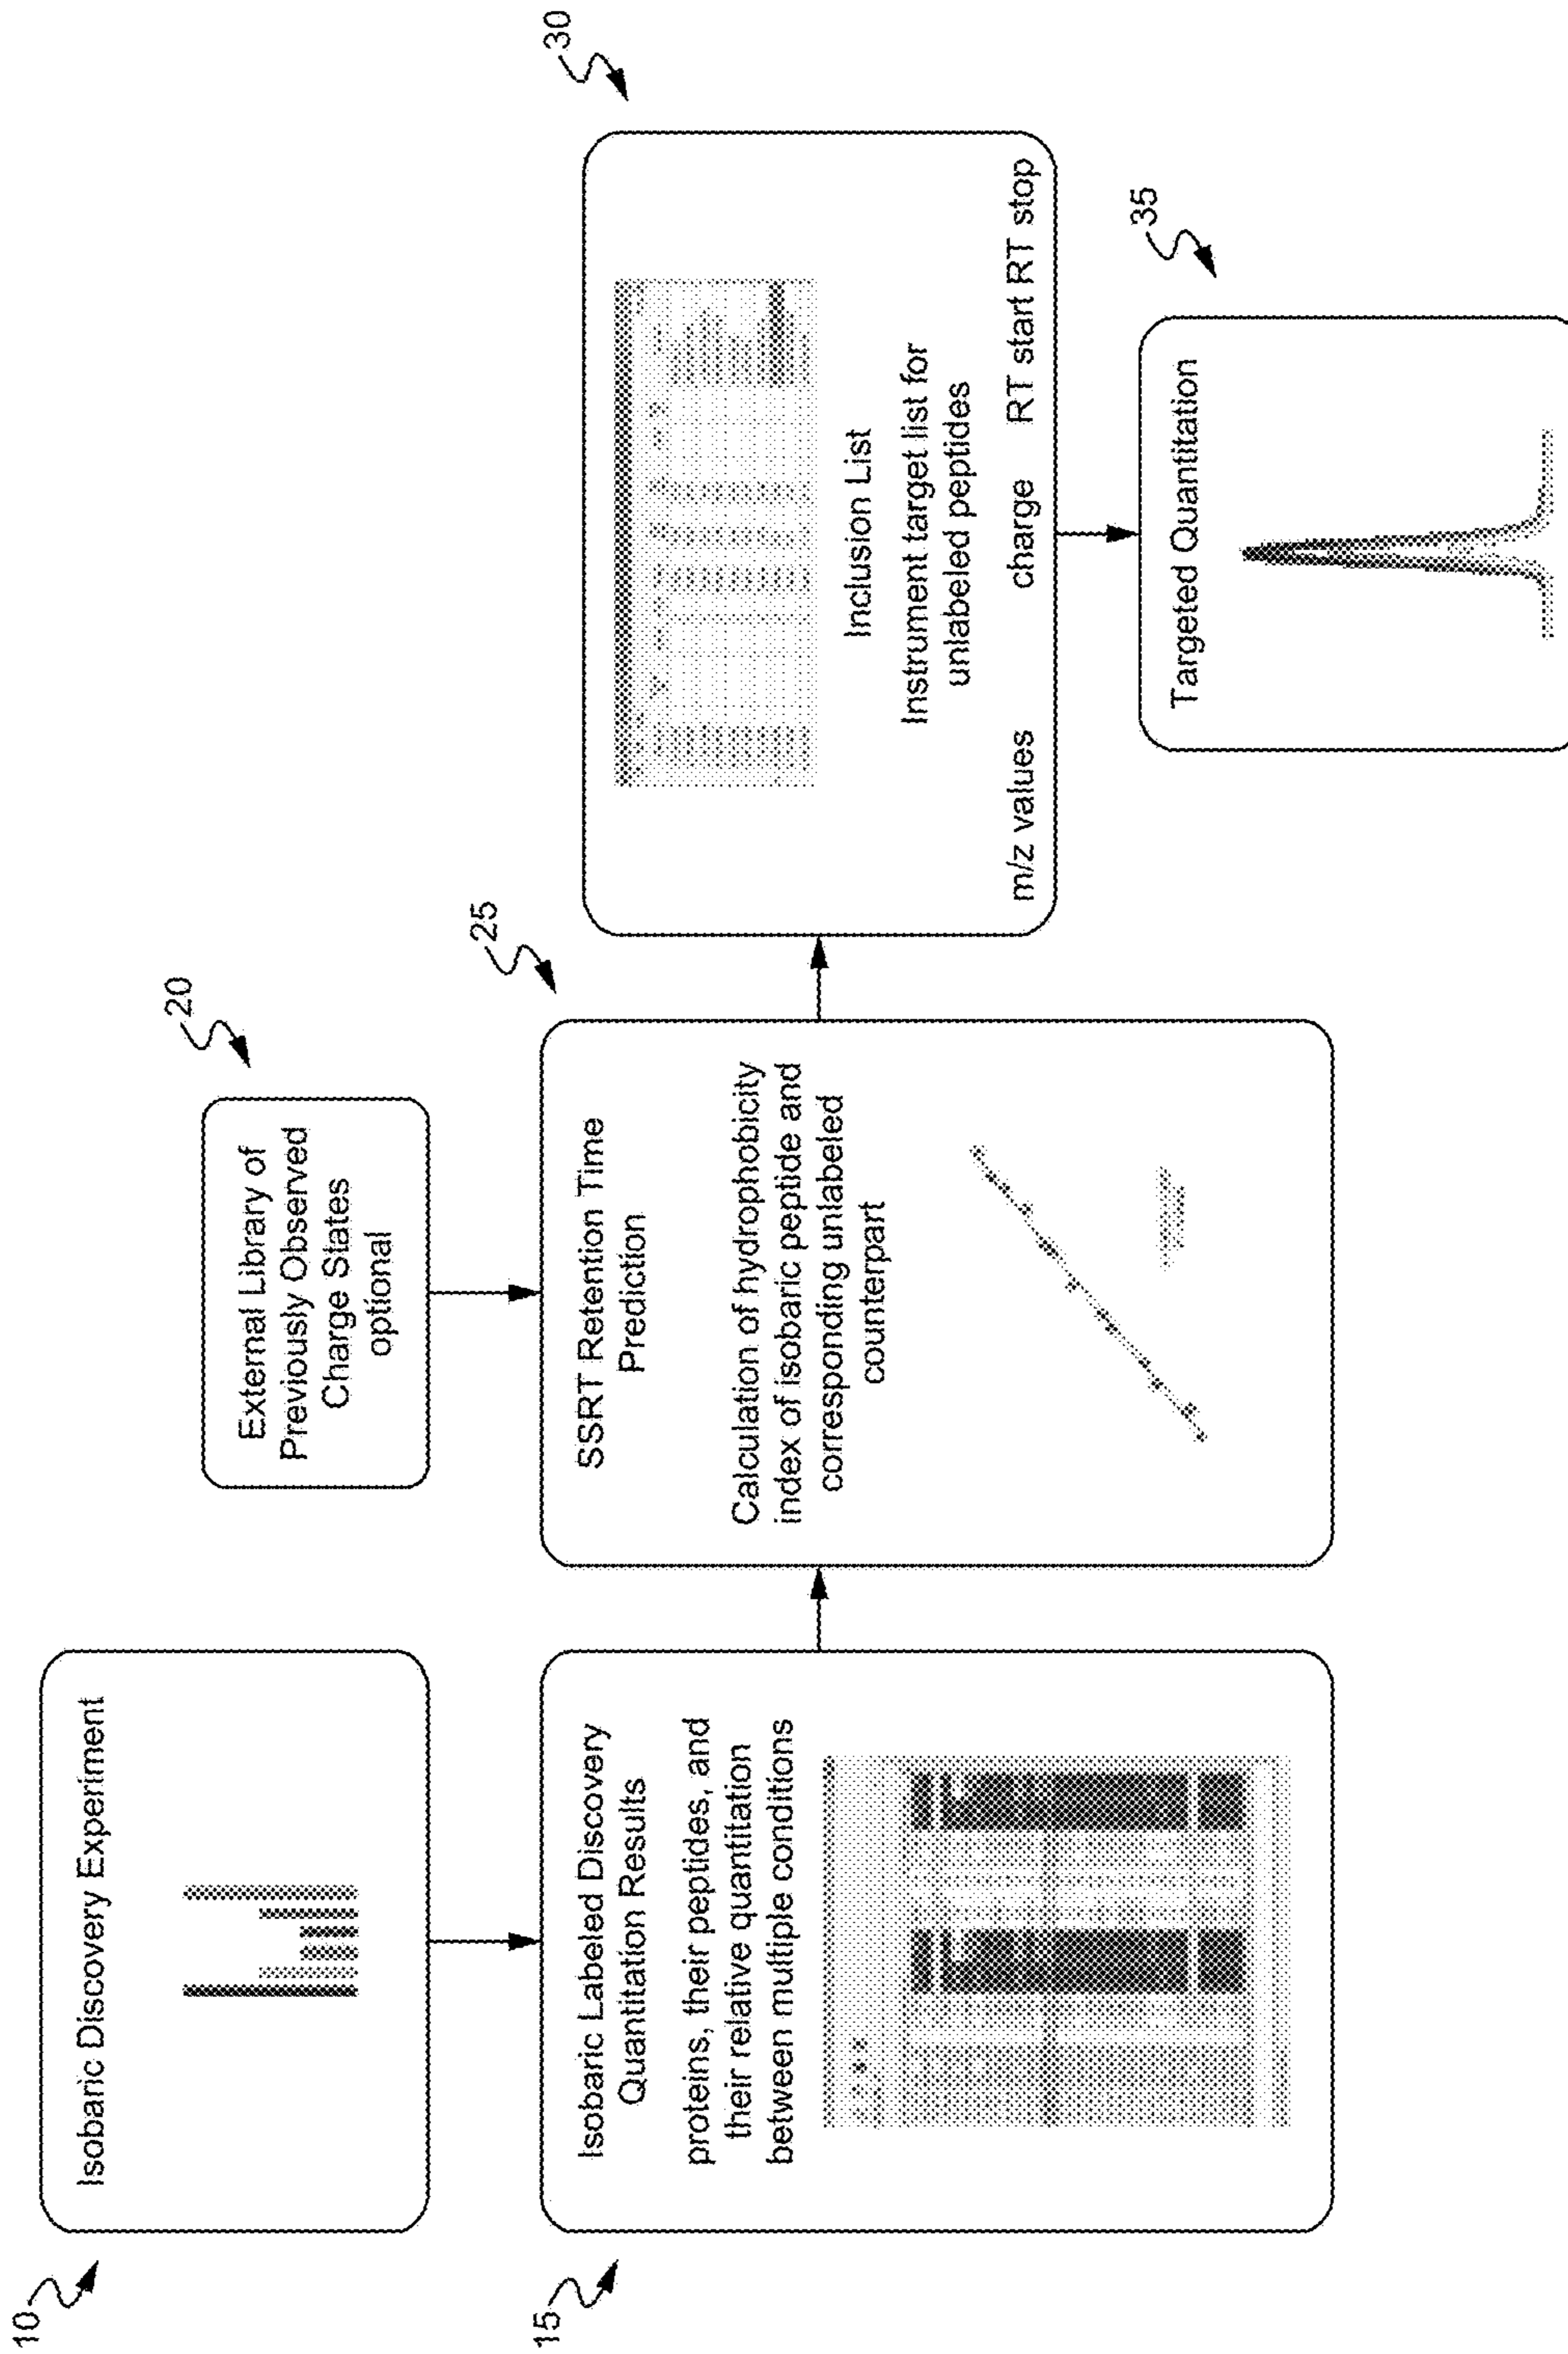 10
Isobaric Discovery Experiment
15
Isobaric Labeled Discovery
Quantitation Results
proteins, their peptides, and
their relative quantitation
between multiple conditions
20
External Library of
Previously Observed
Charge States
optional
25
SSRT Retention Time
Prediction
Calculation of hydrophobicity
index of isobaric peptide and
corresponding unlabeled
counterpart
30
Inclusion List
Instrument target list for
unlabeled peptides
m/z values charge RT start RT stop
35
Targeted Quantitation